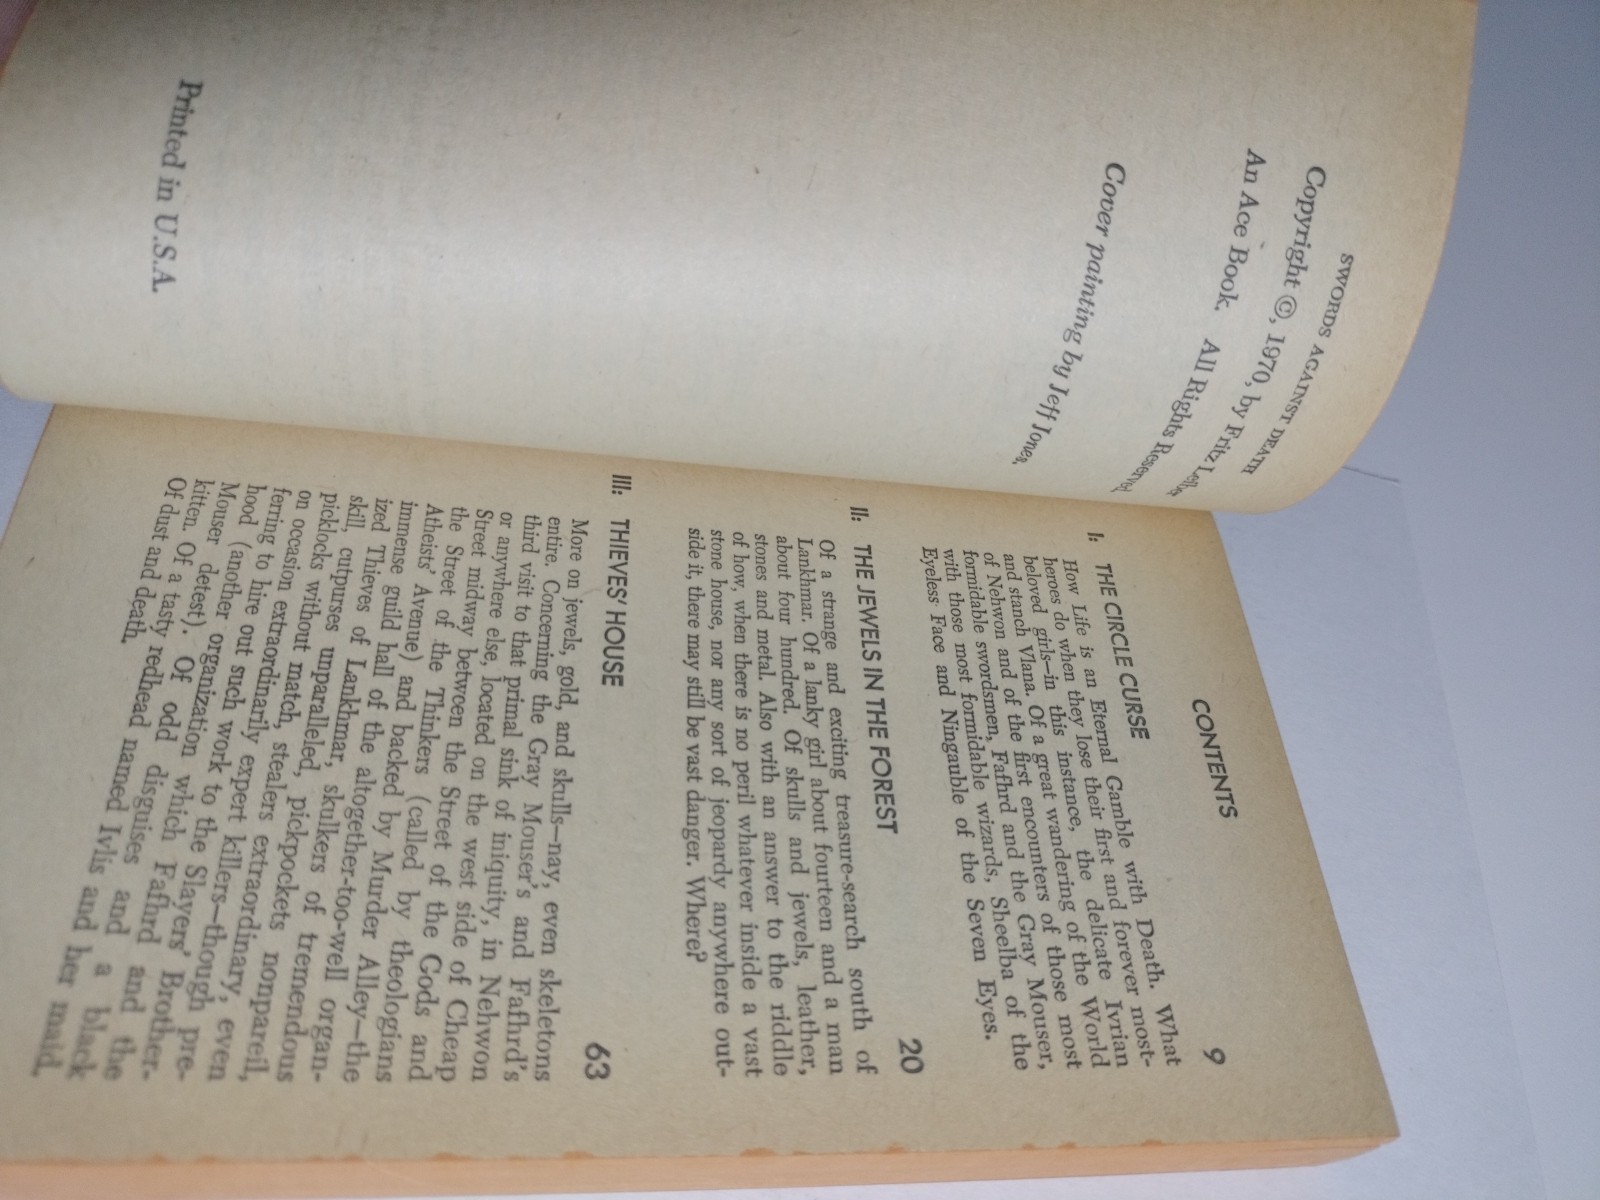 SWORDS AGAINST DEATH
Copyright ©, 1970, by Fritz Leiber
An Ace Book. All Rights Reserved
Cover painting by Jeff Jones.
Printed in U.S.A.
CONTENTS
I: THE CIRCLE CURSE 9
How Life is an Eternal Gamble with Death. What
heroes do when they lose their first and forever most-
beloved girls—in this instance, the delicate Ivrian
and stanch Vlana. Of a great wandering of the World
of Nehwon and of the first encounters of those most
formidable swordsmen, Fafhrd and the Gray Mouser,
with those most formidable wizards, Sheelba of the
Eyeless Face and Ningauble of the Seven Eyes.
II: THE JEWELS IN THE FOREST 20
Of a strange and exciting treasure-search south of
Lankhmar. Of a lanky girl about fourteen and a man
about four hundred. Of skulls and jewels, leather,
stones and metal. Also with an answer to the riddle
of how, when there is no peril whatever inside a vast
stone house, nor any sort of jeopardy anywhere out-
side it, there may still be vast danger. Where?
III: THIEVES' HOUSE 63
More on jewels, gold, and skulls—nay, even skeletons
entire. Concerning the Gray Mouser's and Fafhrd's
third visit to that primal sink of iniquity, in Nehwon
or anywhere else, located on the west side of Cheap
Street midway between the Street of the Gods and
the Street of the Thinkers (called by theologians
Atheists' Avenue) and backed by Murder Alley—the
immense guild hall of the altogether-too-well organ-
ized Thieves of Lankhmar, skulkers of tremendous
skill, cutpurses unparalleled, pickpockets nonpareil,
picklocks without match, stealers extraordinary, even
on occasion extraordinarily expert killers—though pre-
ferring to hire out such work to the Slayers' Brother-
hood (another organization which Fafhrd and the
Mouser detest). Of odd disguises and a black
kitten. Of a tasty redhead named Ivlis and her maid.
Of dust and death.